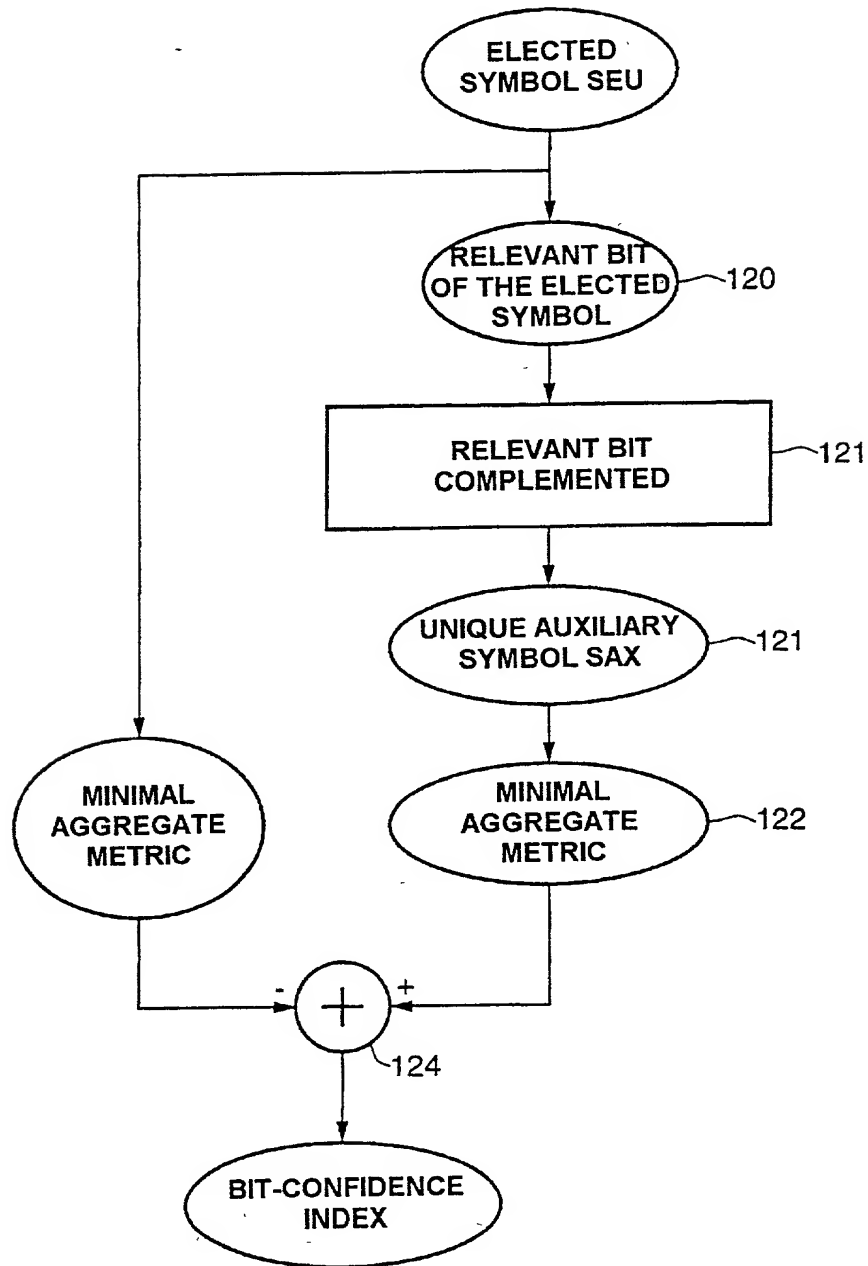 ELECTED
SYMBOL SEU
RELEVANT BIT
OF THE ELECTED
SYMBOL
120
RELEVANT BIT
COMPLEMENTED
121
UNIQUE AUXILIARY
SYMBOL SAX
121
MINIMAL
AGGREGATE
METRIC
MINIMAL
AGGREGATE
METRIC
122
- +
+
124
BIT-CONFIDENCE
INDEX